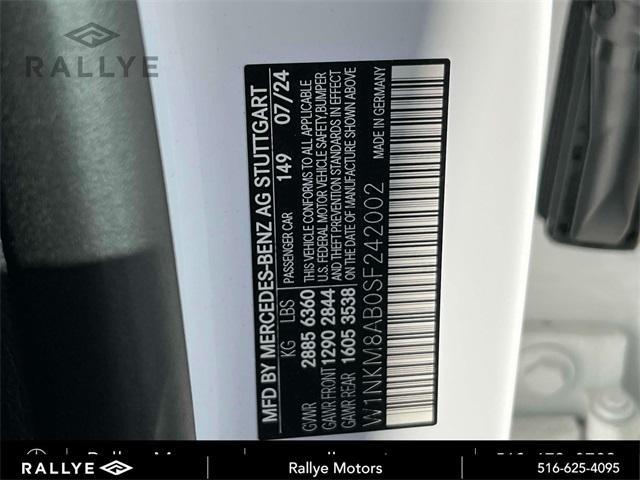 RALLYE
MFD BY MERCEDES-BENZ AG STUTTGART
PASSENGER CAR 149 07/24
KG LBS
GVWR 2885 6360
GAWR FRONT 1290 2844
GAWR REAR 1605 3538
THIS VEHICLE CONFORMS TO ALL APPLICABLE
U.S. FEDERAL MOTOR VEHICLE SAFETY,BUMPER
AND THEFT PREVENTION STANDARDS IN EFFECT
ON THE DATE OF MANUFACTURE SHOWN ABOVE
W1NKM8AB0SF242002 MADE IN GERMANY
RALLYE
Rallye Motors
516-625-4095